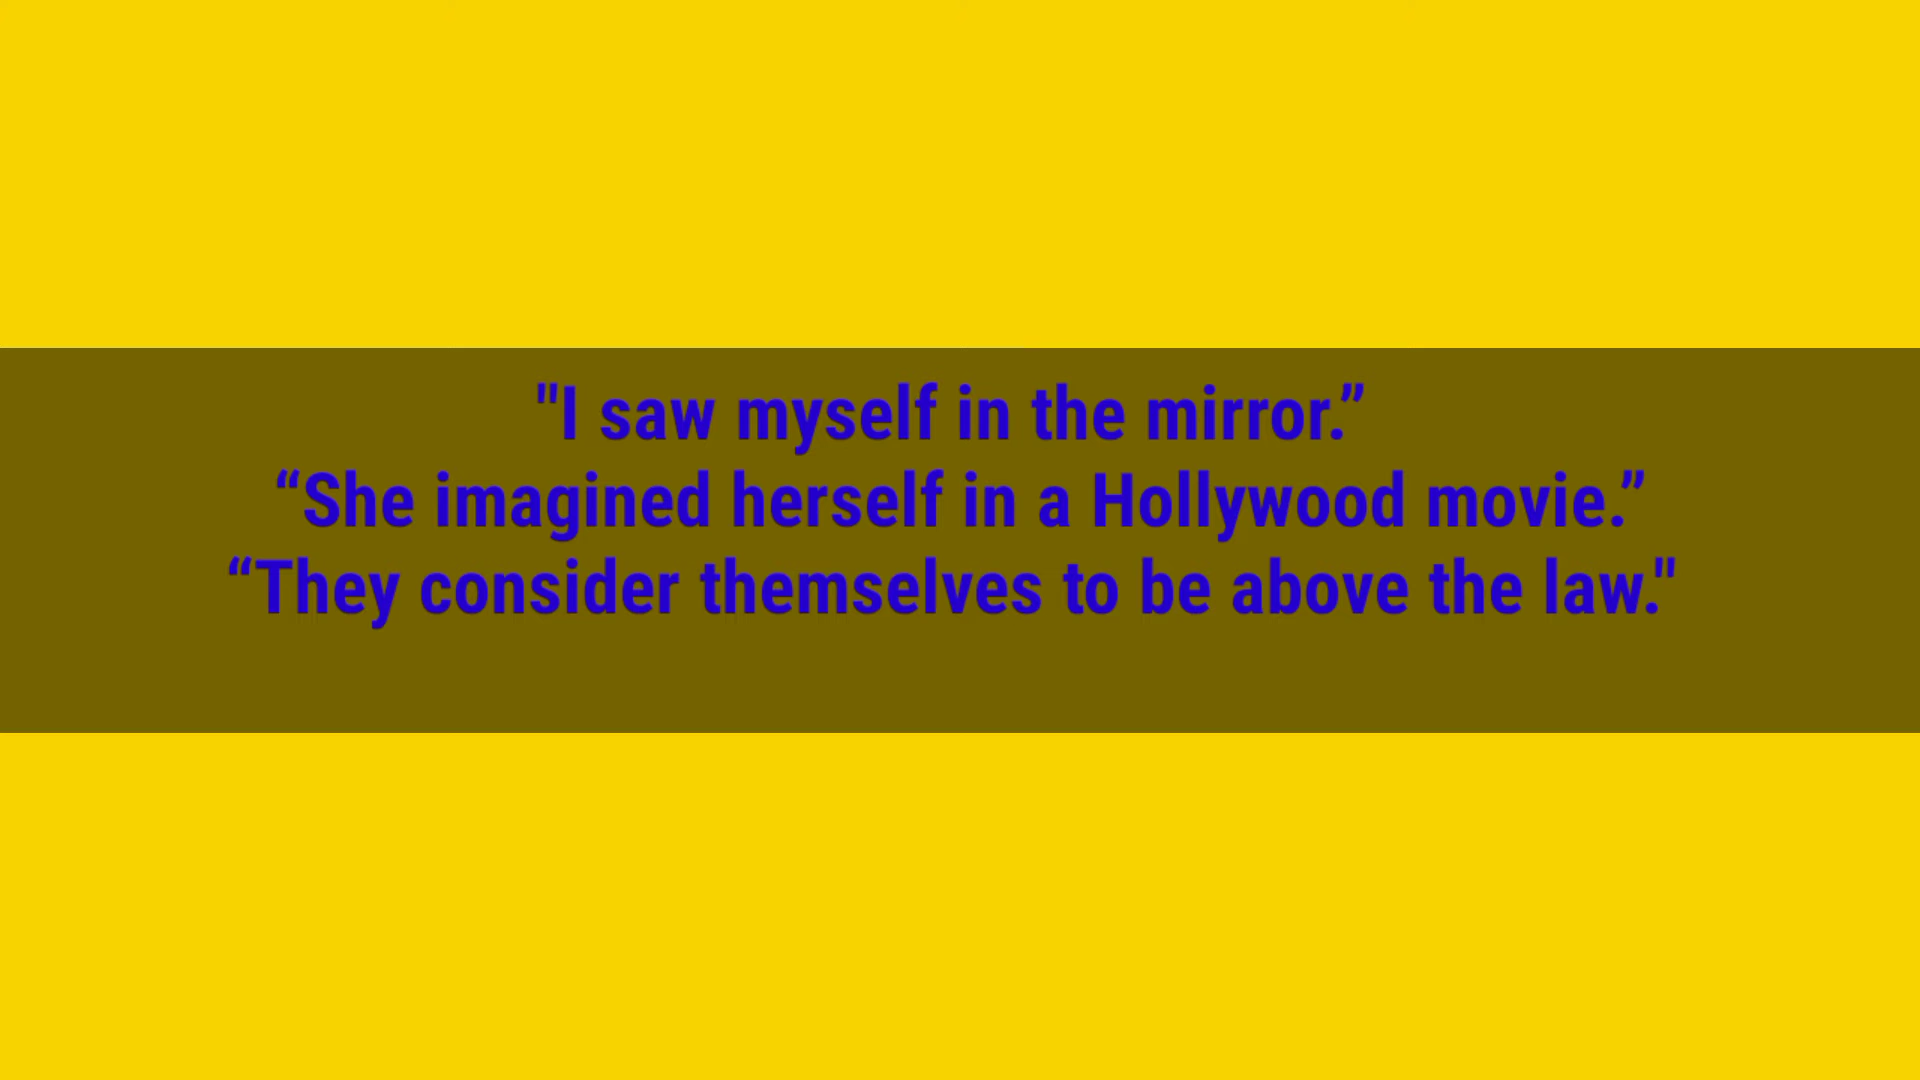 "I saw myself in the mirror.”
“She imagined herself in a Hollywood movie.”
“They consider themselves to be above the law."